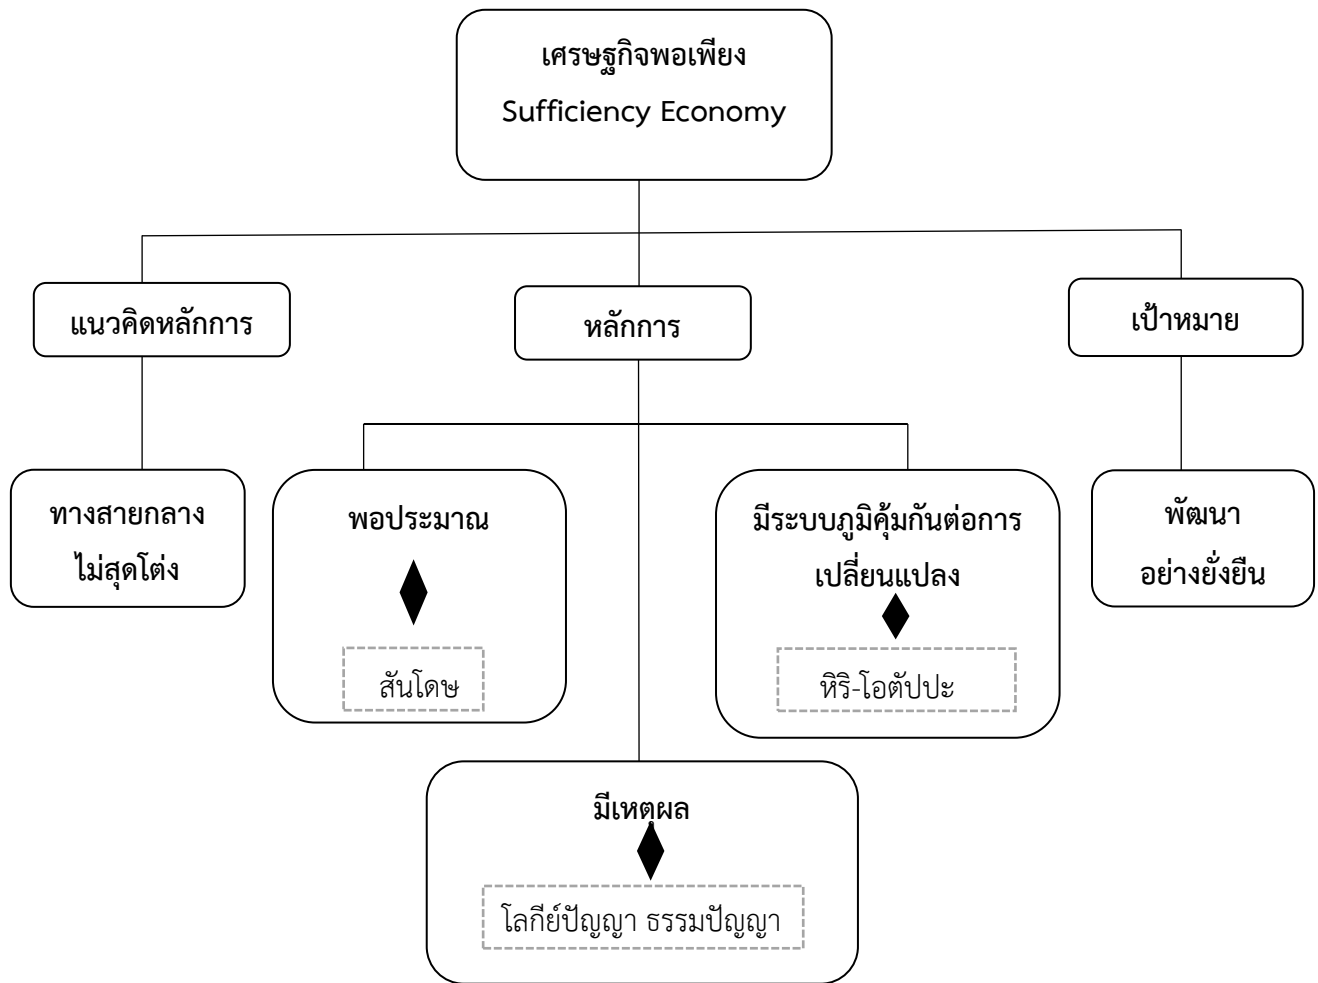 เศรษฐกิจพอเพียง
Sufficiency Economy
แนวคิดหลักการ
หลักการ
เป้าหมาย
ทางสายกลาง
ไม่สุดโต่ง
พอประมาณ
สันโดษ
มีระบบภูมิคุ้มกันต่อการ
เปลี่ยนแปลง
หิริ-โอตัปปะ
พัฒนา
อย่างยั่งยืน
มีเหตุผล
โลกีย์ปัญญา ธรรมปัญญา